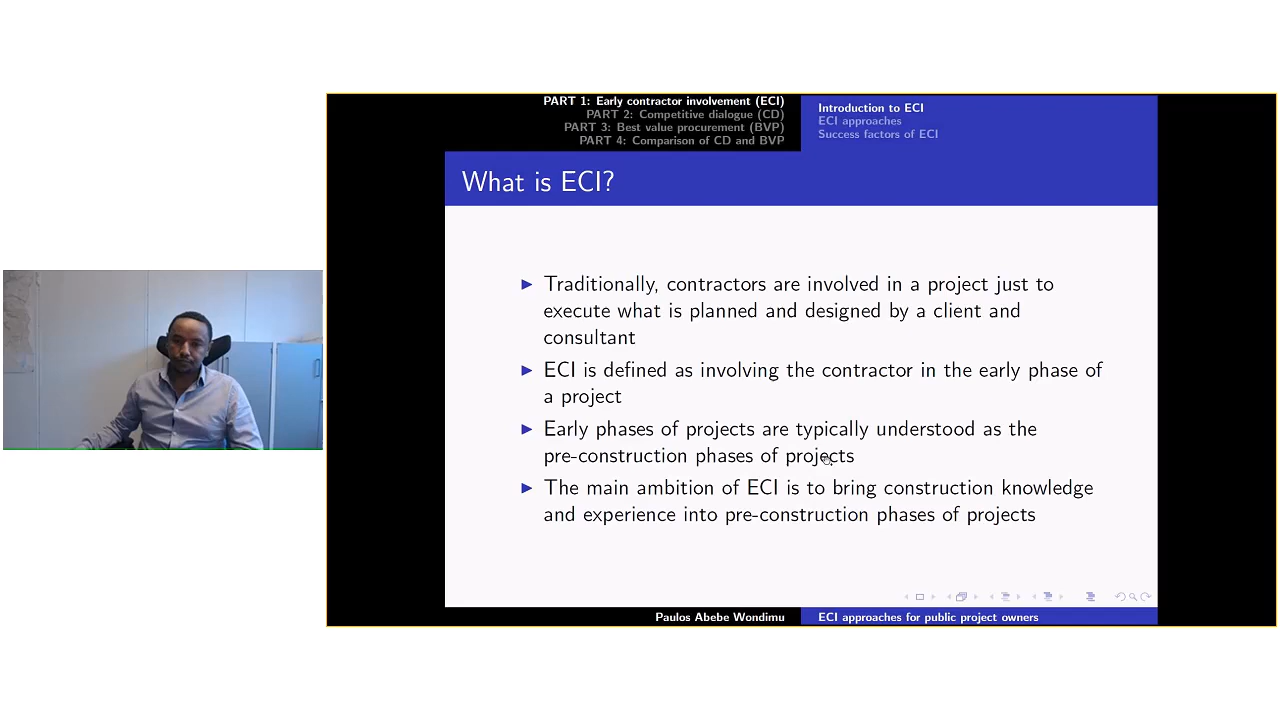 PART 1: Early contractor involvement (ECI)
PART 2: Competitive dialogue (CD)
PART 3: Best value procurement (BVP)
PART 4: Comparison of CD and BVP
Introduction to ECI
ECI approaches
Success factors of ECI
What is ECI?
Traditionally, contractors are involved in a project just to
execute what is planned and designed by a client and
consultant
ECI is defined as involving the contractor in the early phase of
a project
Early phases of projects are typically understood as the
pre-construction phases of projects
The main ambition of ECI is to bring construction knowledge
and experience into pre-construction phases of projects
Paulos Abebe Wondimu
ECI approaches for public project owners